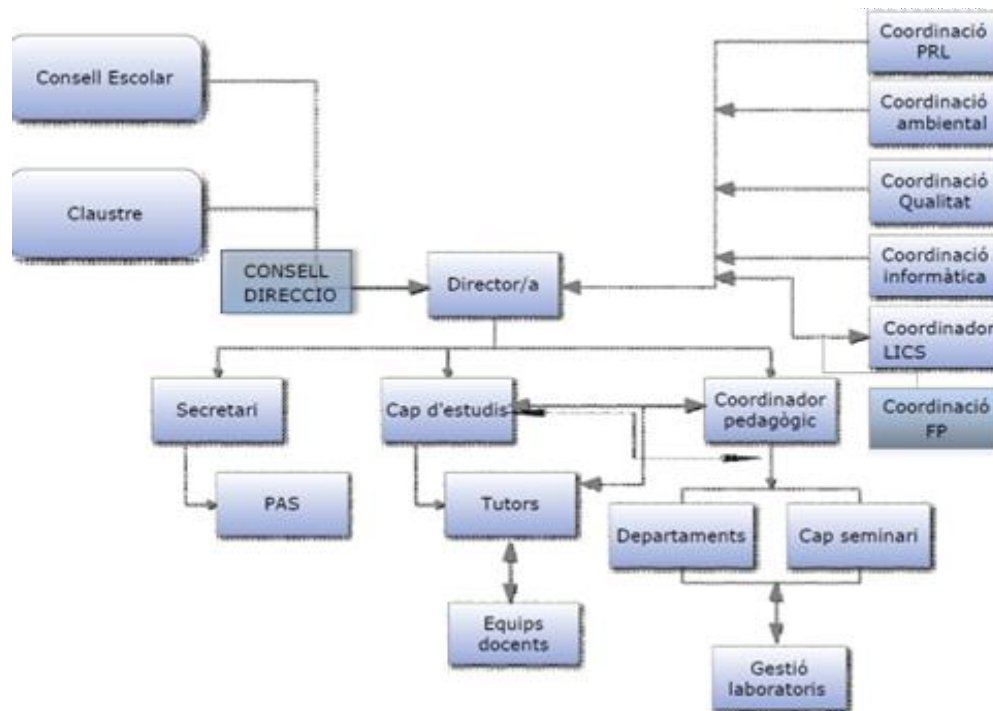 Consell Escolar
Claustre
CONSELL
DIRECCIO
Director/a
Coordinació
PRL
Coordinació
ambiental
Coordinació
Qualitat
Coordinació
informàtica
Coordinador
LICS
Coordinació
FP
Secretari
Cap d'estudis
Coordinador
pedagògic
PAS
Tutors
Departaments
Cap seminari
Equips
docents
Gestió
laboratoris